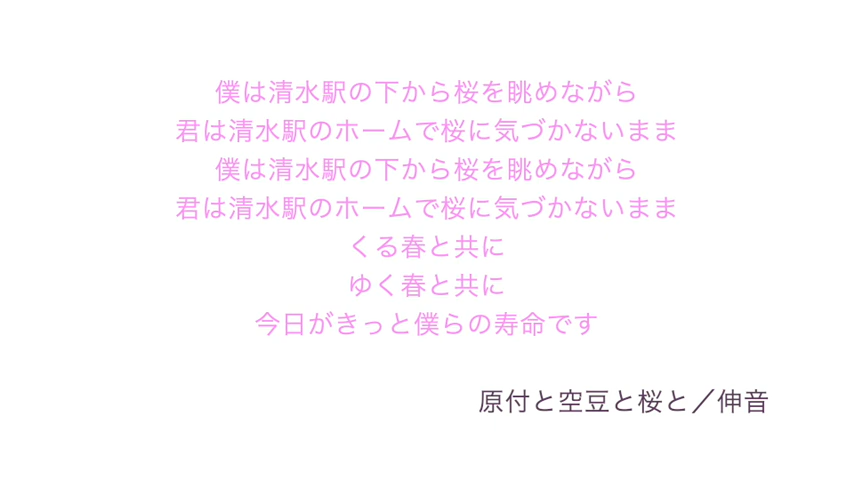 僕は清水駅の下から桜を眺めながら
君は清水駅のホームで桜に気づかないまま
僕は清水駅の下から桜を眺めながら
君は清水駅のホームで桜に気づかないまま
くる春と共に
ゆく春と共に
今日がきっと僕らの寿命です
原付と空豆と桜と／伸音